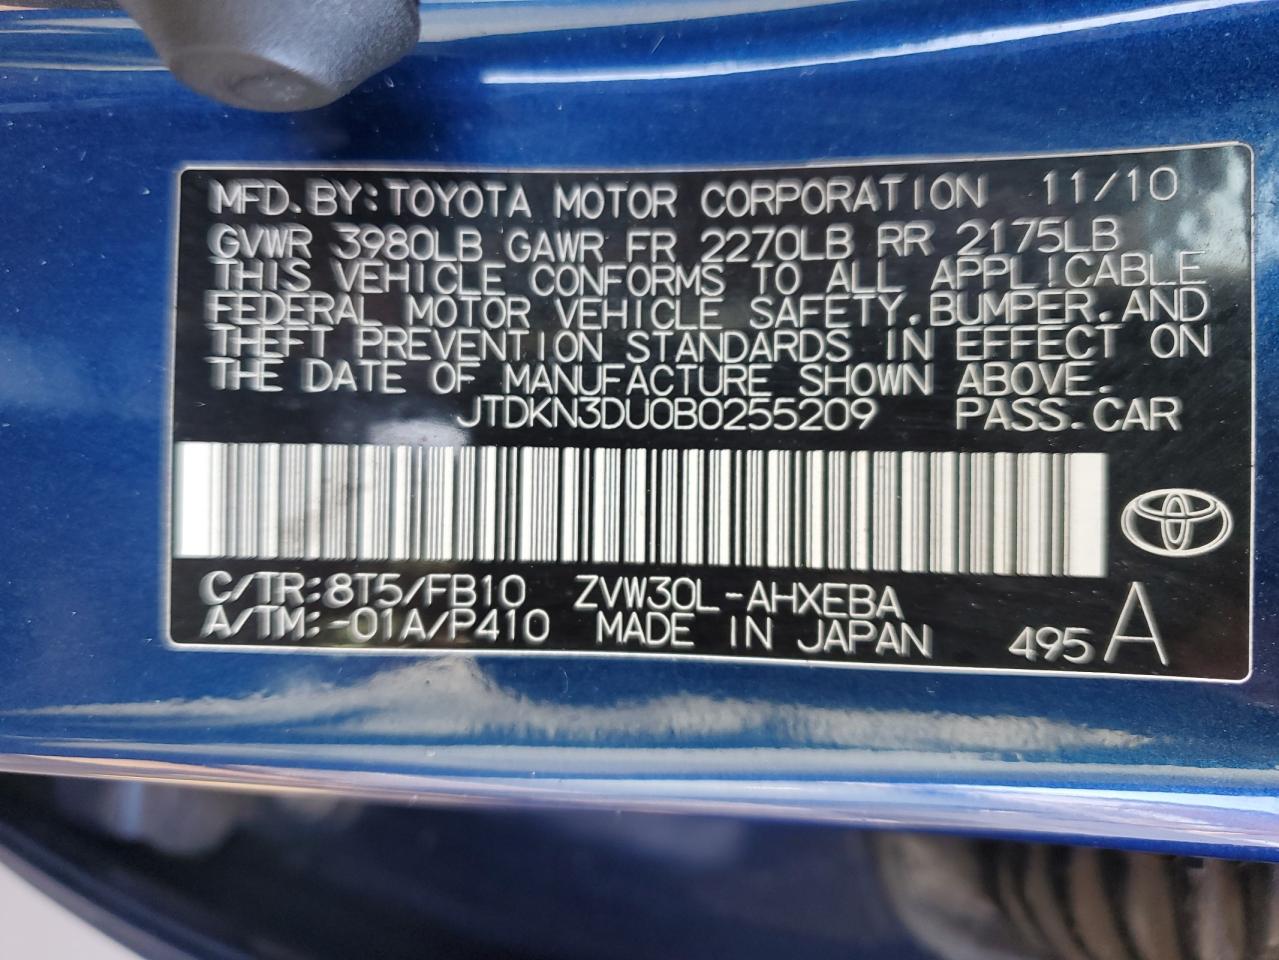 MFD. BY: TOYOTA MOTOR CORPORATION 11/10
GVWR 3980LB GAWR FR 2270LB RR 2175LB
THIS VEHICLE CONFORMS TO ALL APPLICABLE
FEDERAL MOTOR VEHICLE SAFETY, BUMPER, AND
THEFT PREVENTION STANDARDS IN EFFECT ON
THE DATE OF MANUFACTURE SHOWN ABOVE.
JTDKN3DU0B0255209 PASS. CAR
C/TR: 8T5/FB10 ZVW30L-AHXEBA
A/TM: -01A/P410 MADE IN JAPAN 495 A